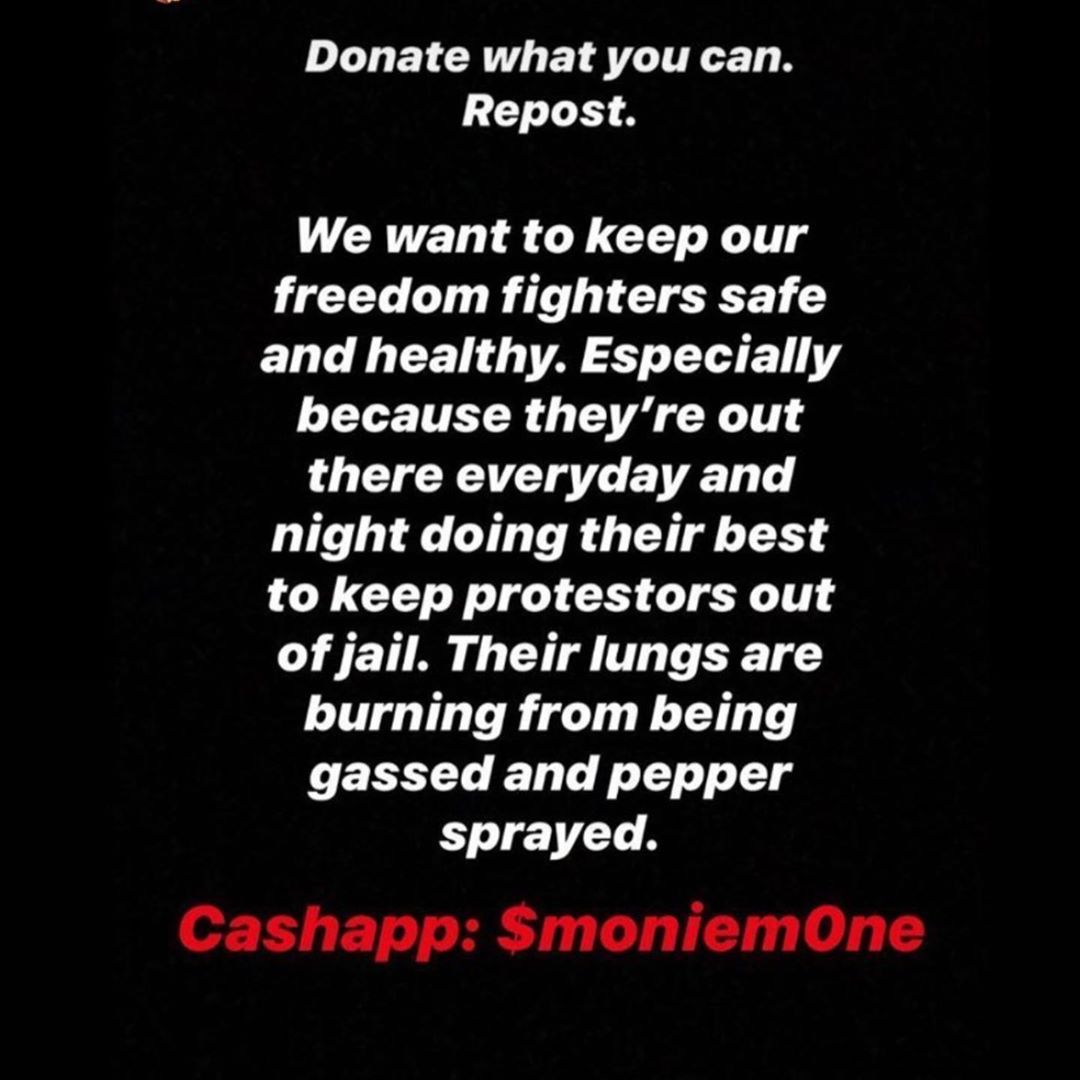 Donate what you can.
Repost.
We want to keep our
freedom fighters safe
and healthy. Especially
because they’re out
there everyday and
night doing their best
to keep protestors out
of jail. Their lungs are
burning from being
gassed and pepper
sprayed.
Cashapp: $moniem0ne